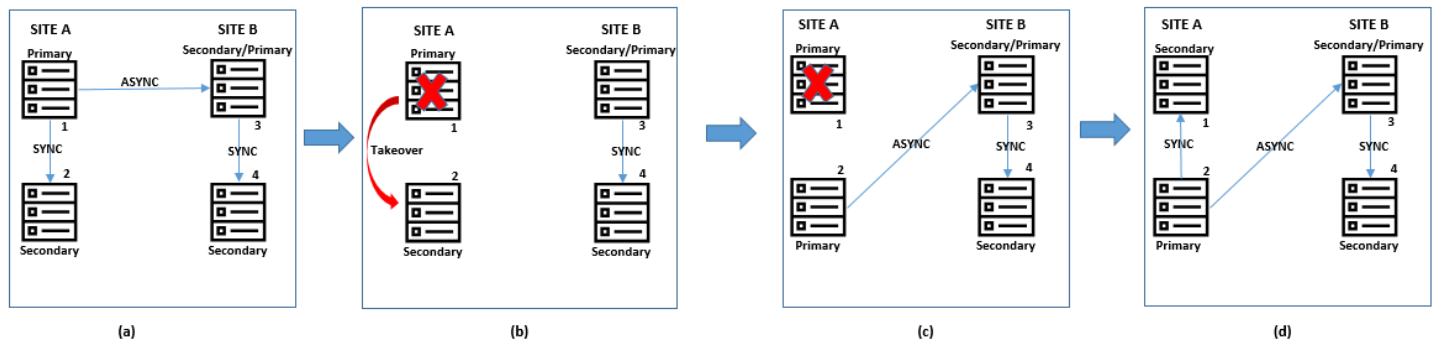 SITE A
SITE B
Primary
Secondary/Primary
ASYNC
1
3
SYNC
SYNC
2
4
Secondary
Secondary
(a)
SITE A
SITE B
Primary
Secondary/Primary
1
3
Takeover
SYNC
2
4
Secondary
Secondary
(b)
SITE A
SITE B
Primary
Secondary/Primary
1
3
ASYNC
SYNC
2
4
Primary
Secondary
(c)
SITE A
SITE B
Secondary
Secondary/Primary
1
3
SYNC
ASYNC
SYNC
2
4
Primary
Secondary
(d)